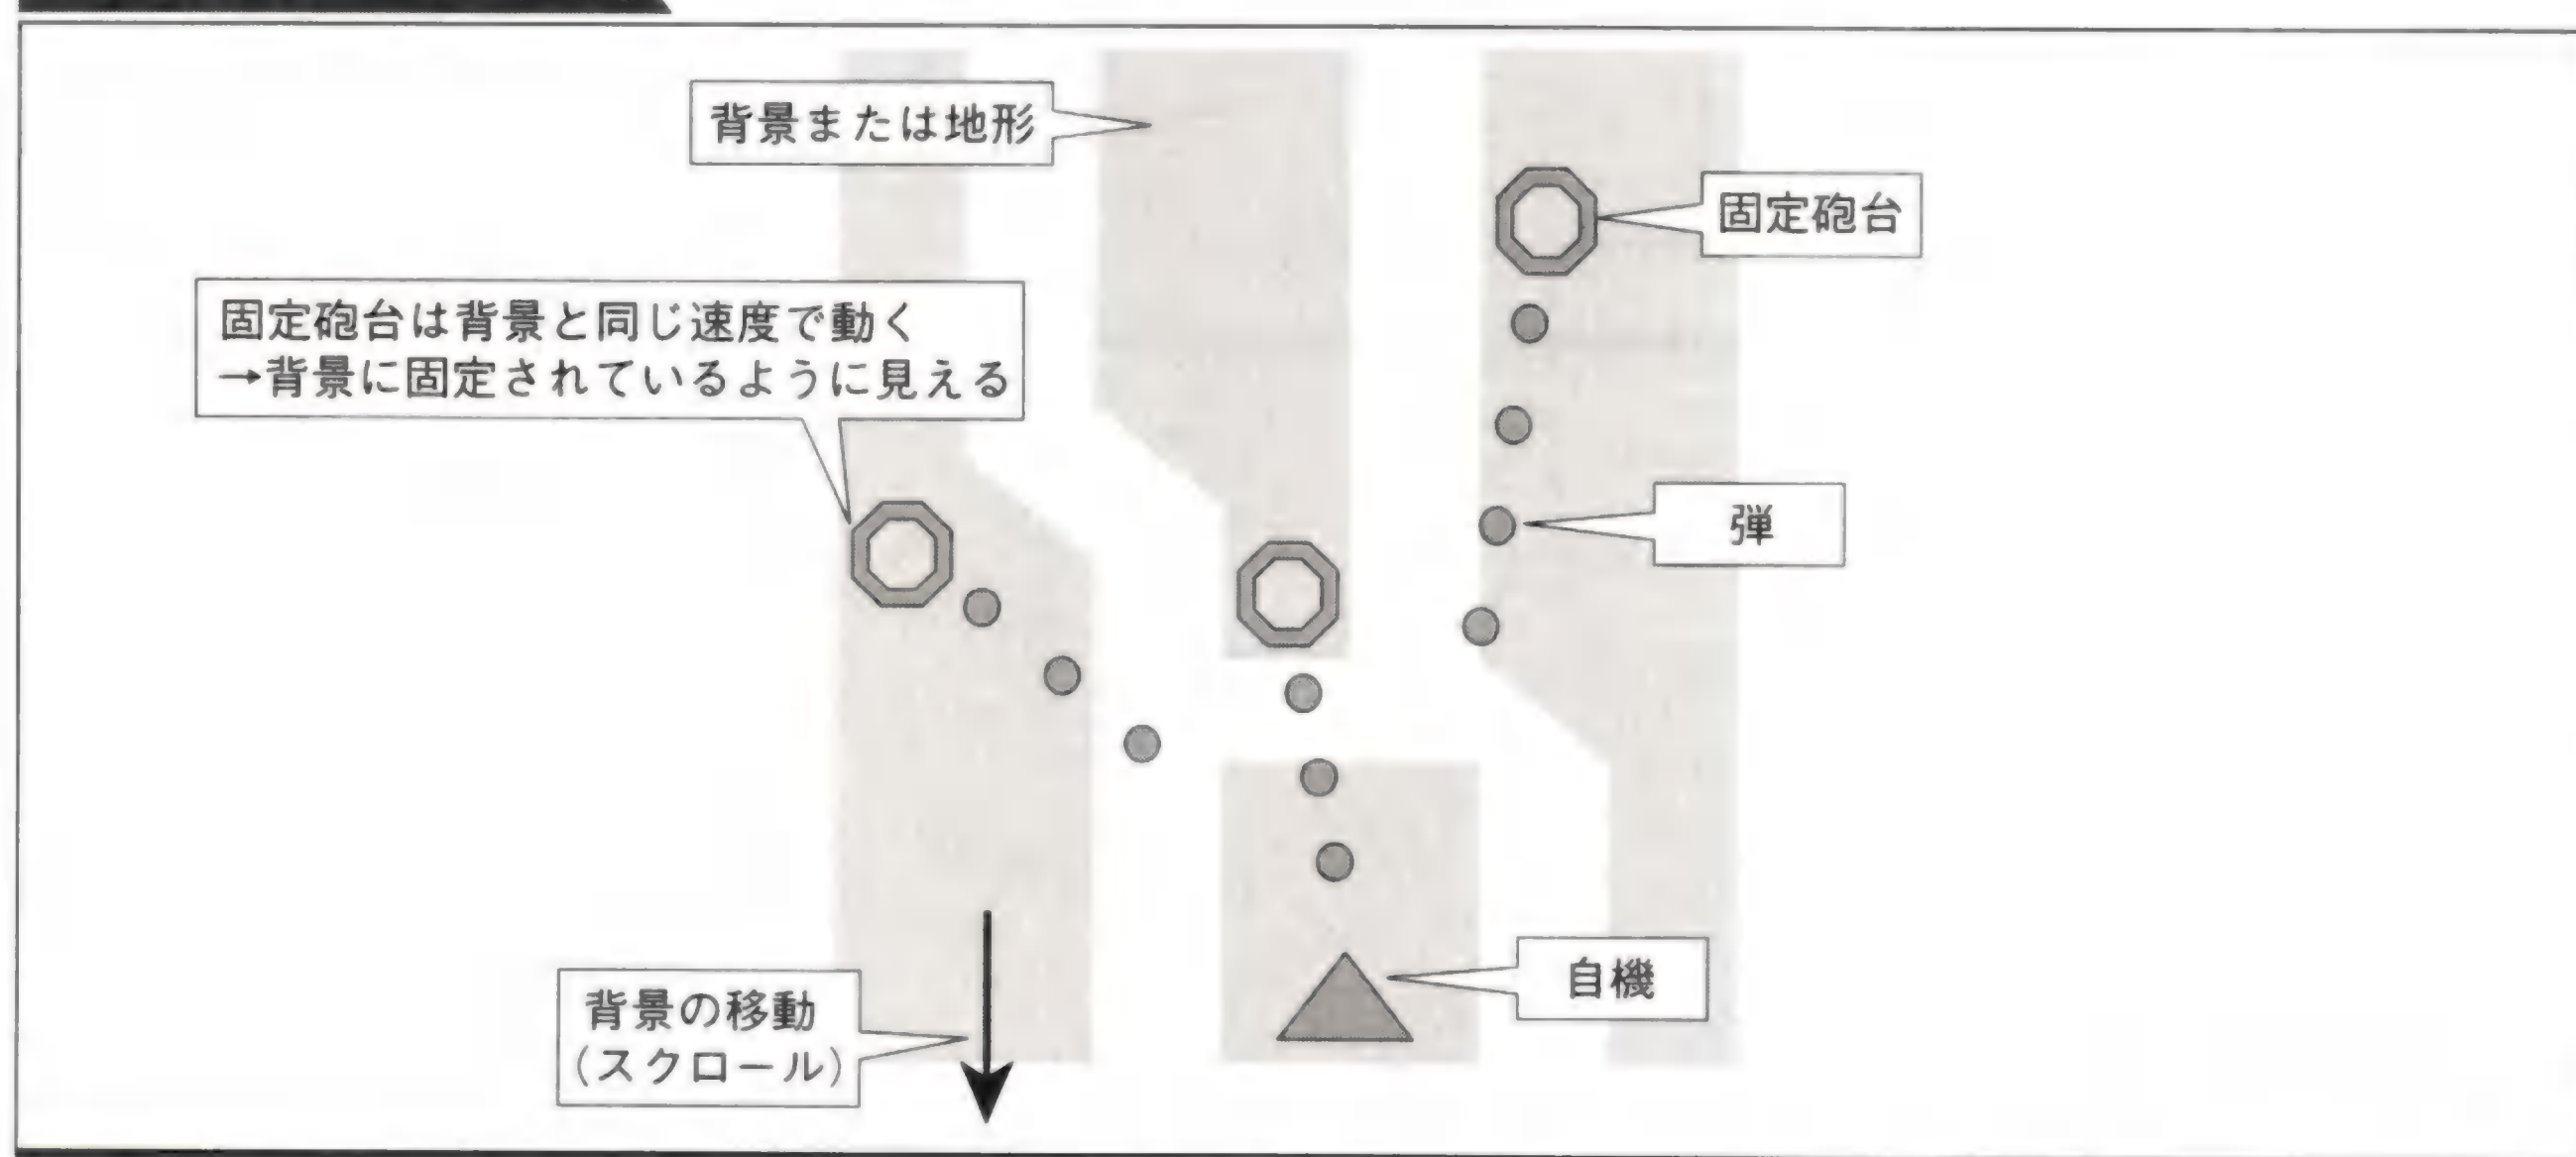 背景または地形
固定砲台
固定砲台は背景と同じ速度で動く
→背景に固定されているように見える
弾
自機
背景の移動
(スクロール)